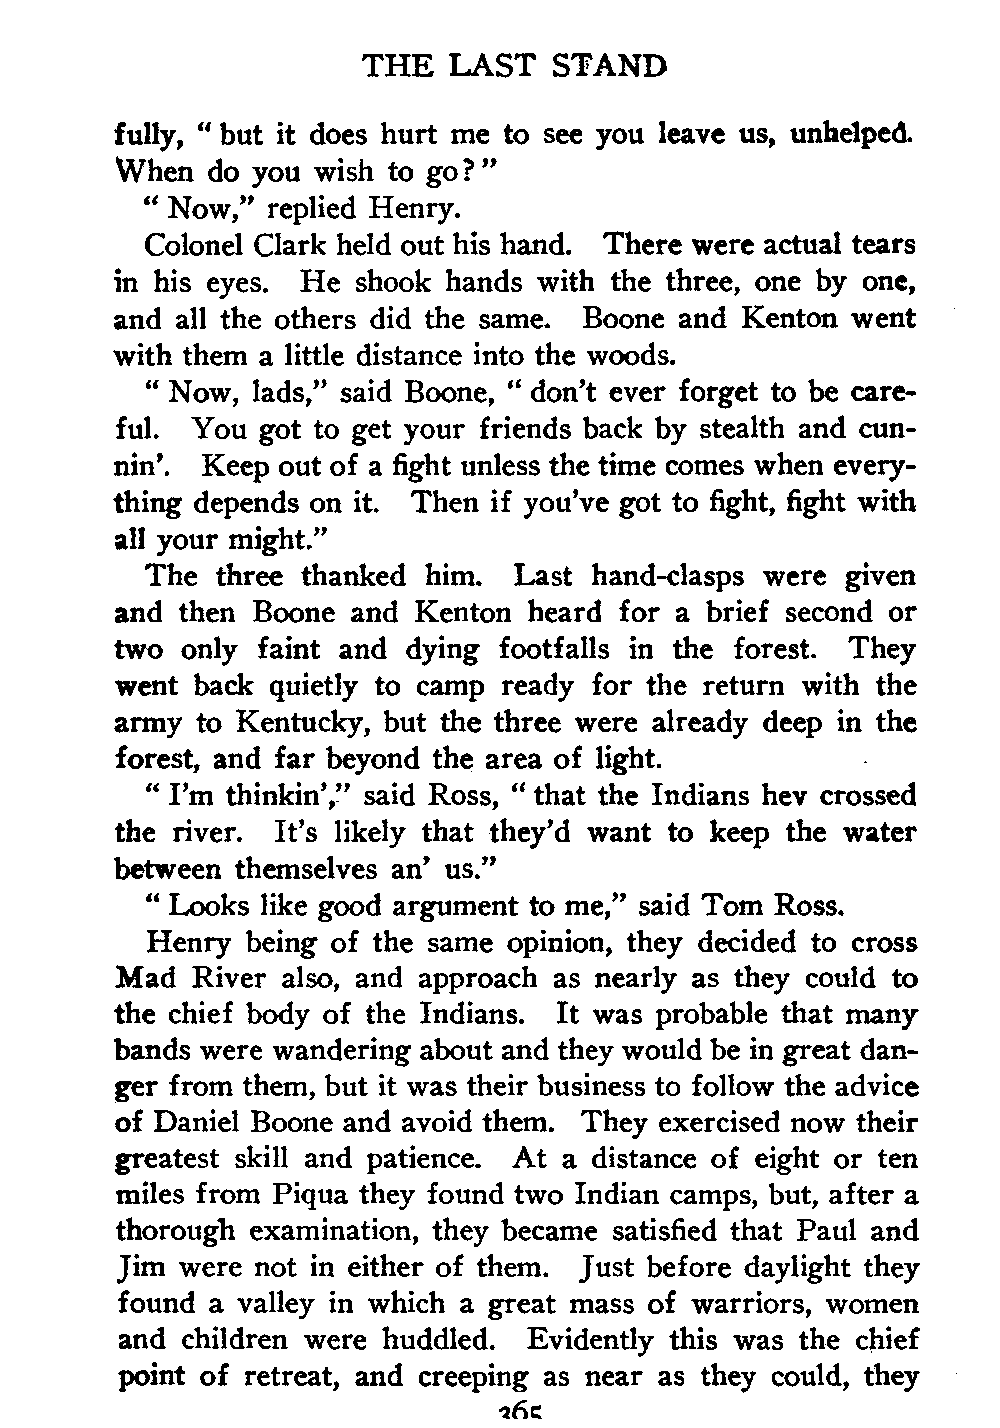 THE LAST STAND
fully, “ but it does hurt me to see you leave us, unhelped.
When do you wish to go? ”
“ Now,” replied Henry.
Colonel Clark held out his hand. There were actual tears
in his eyes. He shook hands with the three, one by one,
and all the others did the same. Boone and Kenton went
with them a little distance into the woods.
“ Now, lads,” said Boone, “ don’t ever forget to be care-
ful. You got to get your friends back by stealth and cun-
nin’. Keep out of a fight unless the time comes when every-
thing depends on it. Then if you’ve got to fight, fight with
all your might.”
The three thanked him. Last hand-clasps were given
and then Boone and Kenton heard for a brief second or
two only faint and dying footfalls in the forest. They
went back quietly to camp ready for the return with the
army to Kentucky, but the three were already deep in the
forest, and far beyond the area of light.
“ I’m thinkin’,” said Ross, “ that the Indians hev crossed
the river. It’s likely that they’d want to keep the water
between themselves an’ us.”
“ Looks like good argument to me,” said Tom Ross.
Henry being of the same opinion, they decided to cross
Mad River also, and approach as nearly as they could to
the chief body of the Indians. It was probable that many
bands were wandering about and they would be in great dan-
ger from them, but it was their business to follow the advice
of Daniel Boone and avoid them. They exercised now their
greatest skill and patience. At a distance of eight or ten
miles from Piqua they found two Indian camps, but, after a
thorough examination, they became satisfied that Paul and
Jim were not in either of them. Just before daylight they
found a valley in which a great mass of warriors, women
and children were huddled. Evidently this was the chief
point of retreat, and creeping as near as they could, they
365